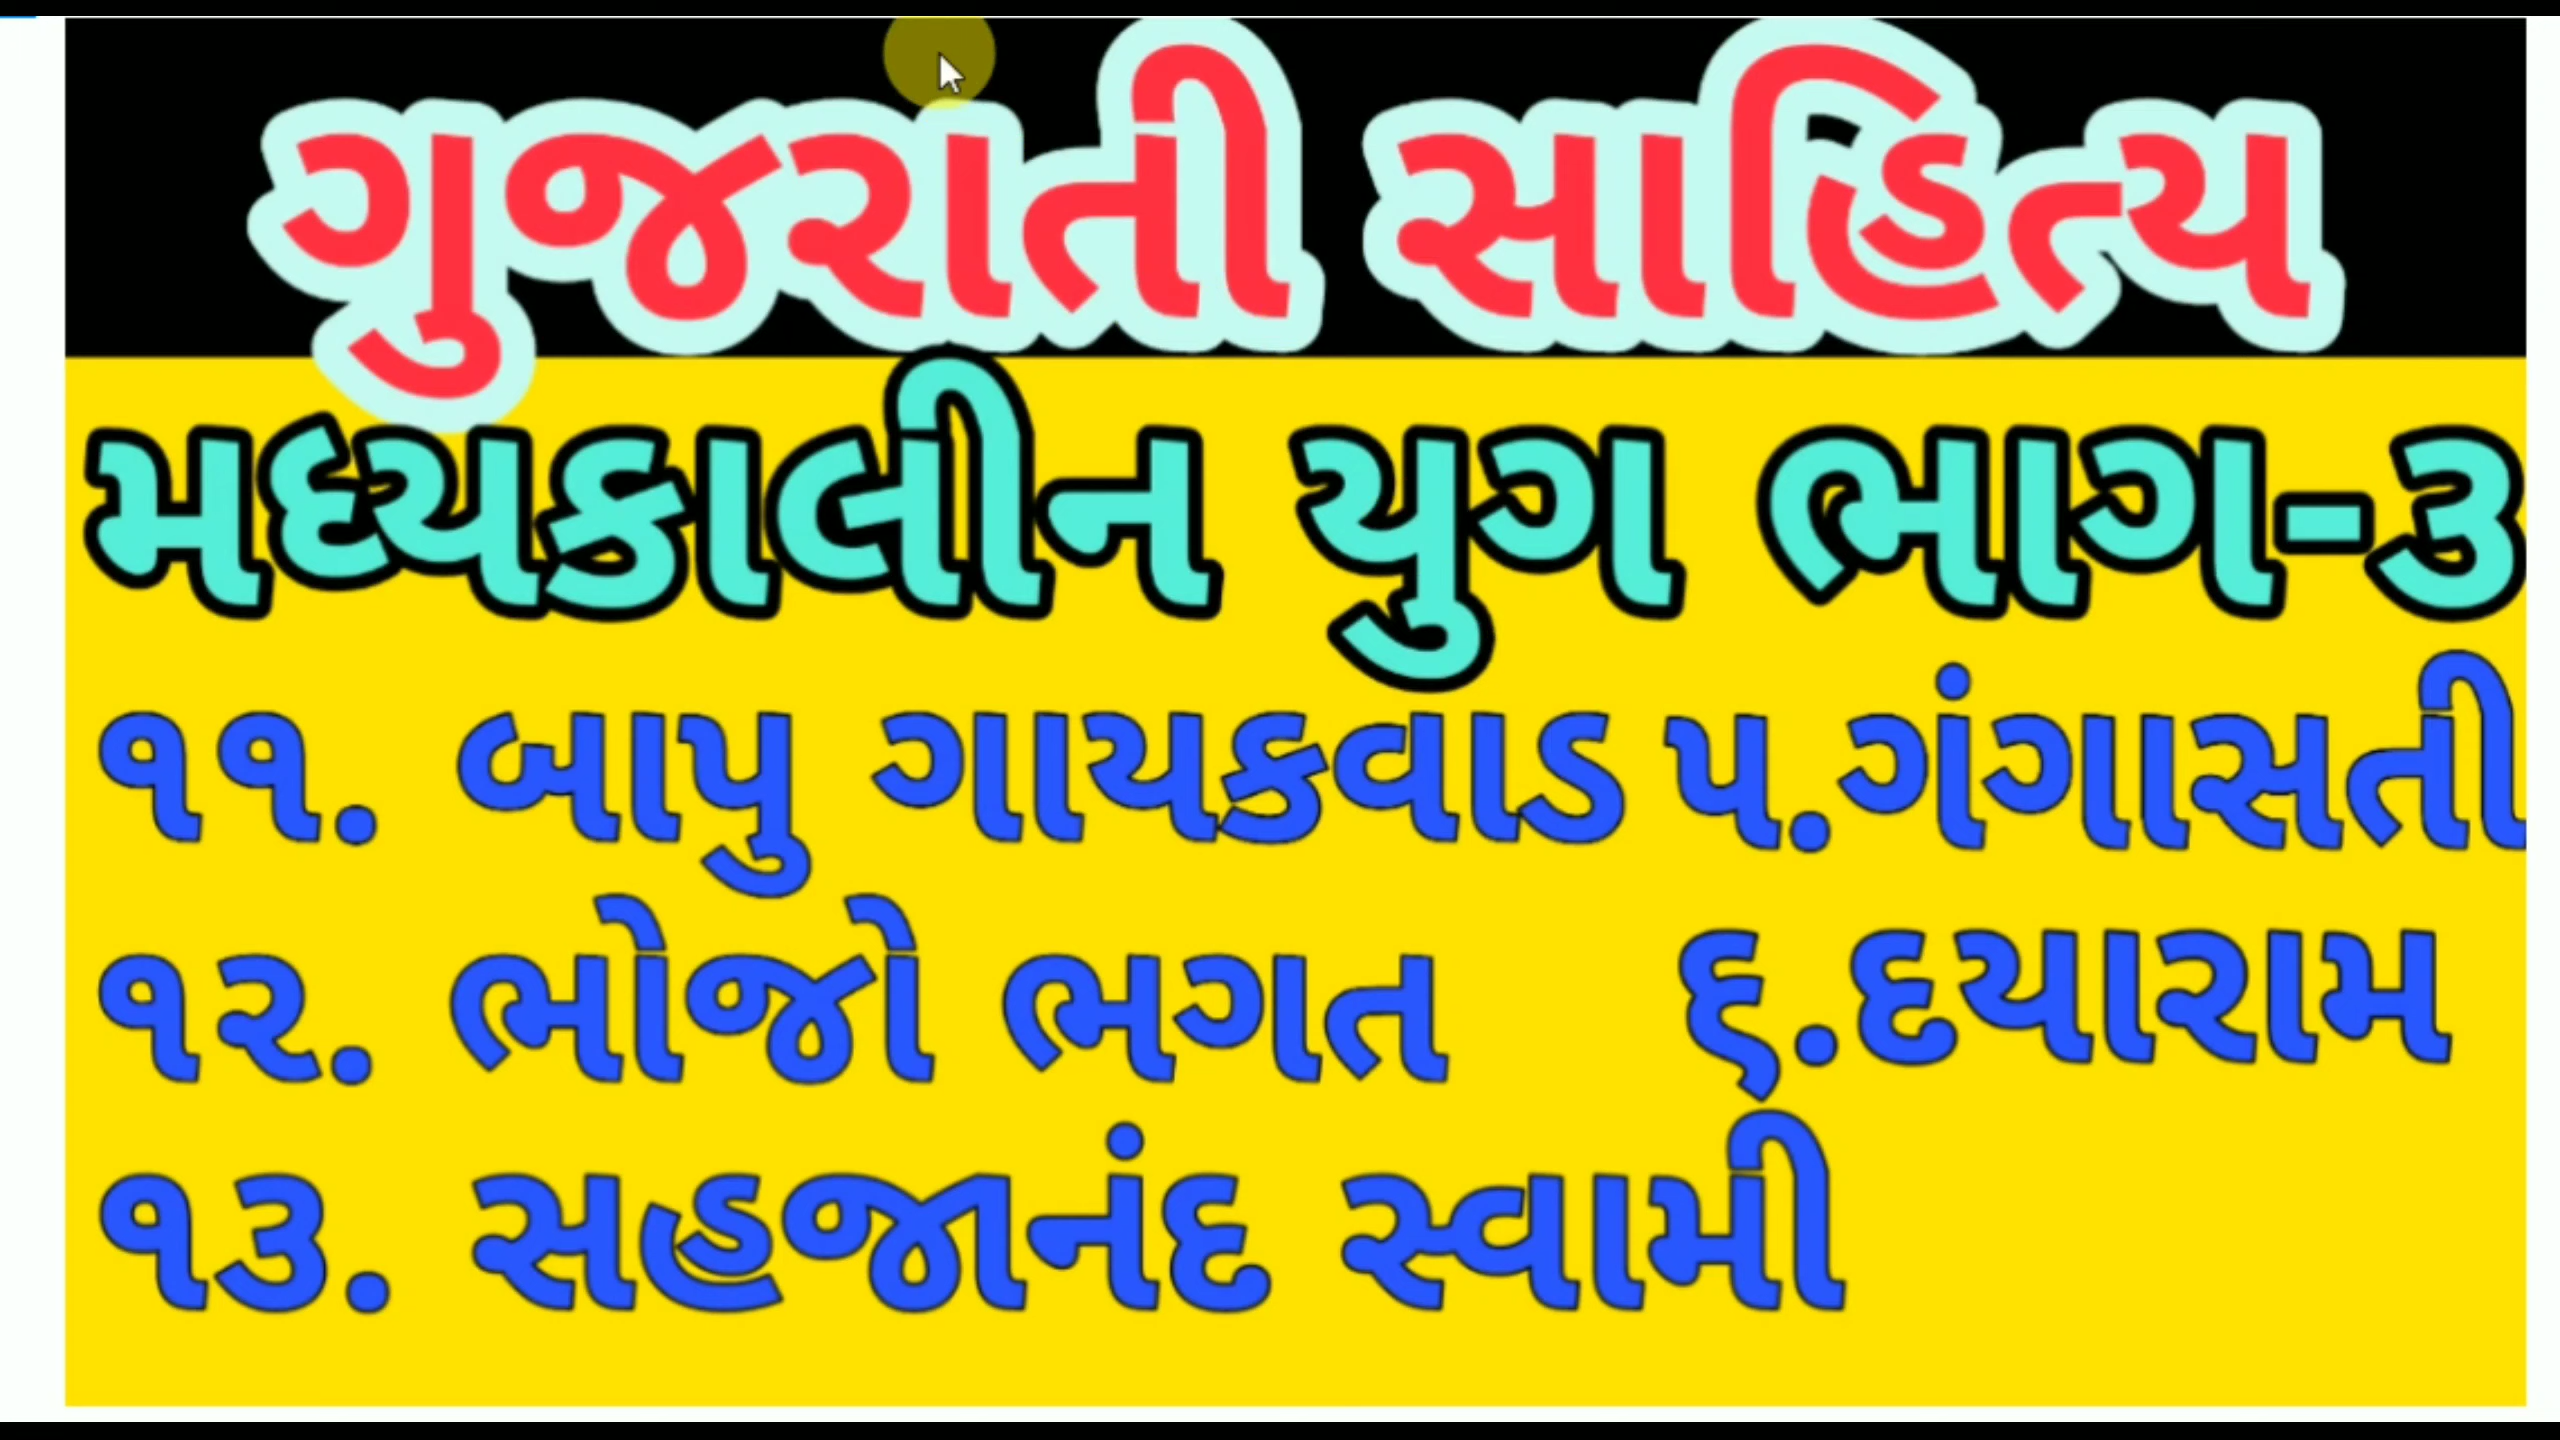 ગુજરાતી સાહિત્ય
મધ્યકાલીન યુગ ભાગ-૩
૧૧. બાપુ ગાયકવાડ ૫.ગંગાસતી
૧૨. ભોજો ભગત ૬.દયારામ
૧૩. સહજાનંદ સ્વામી